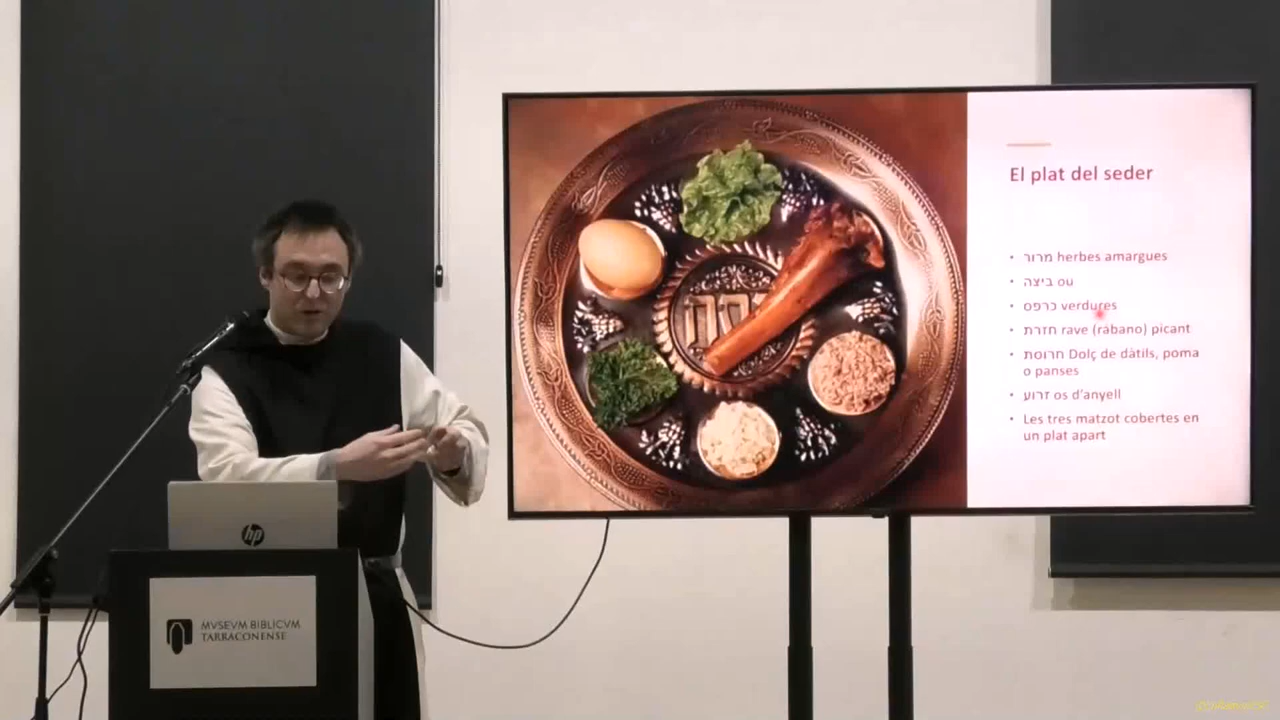 El plat del seder
• מרור herbes amargues
• ביצה ou
• כרפס verdures
• חזרת rave (rábano) picant
• חרוסת Dolç de dàtils, poma
o panses
• זרוע os d'anyell
• Les tres matzot cobertes en
un plat apart
hp
MVSEVM BIBLICVM
TARRACONENSE